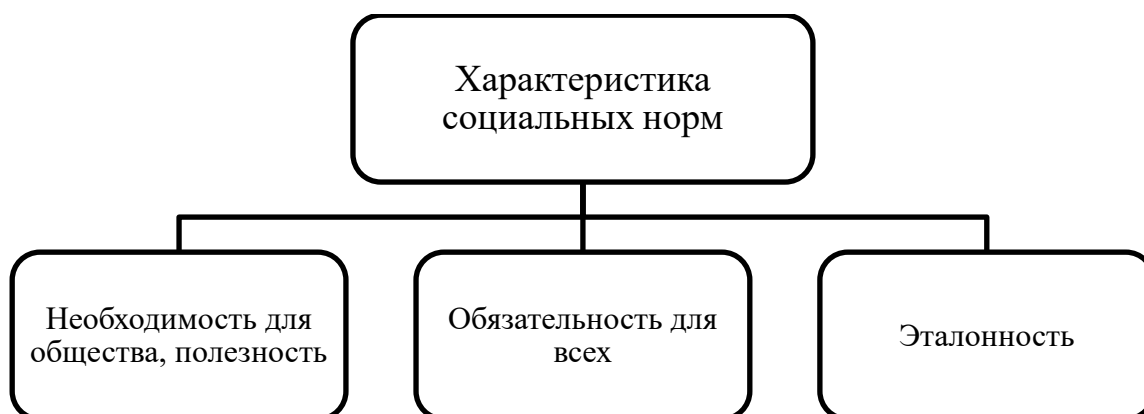 Характеристика
социальных норм
Необходимость для
общества, полезность
Обязательность для
всех
Эталонность